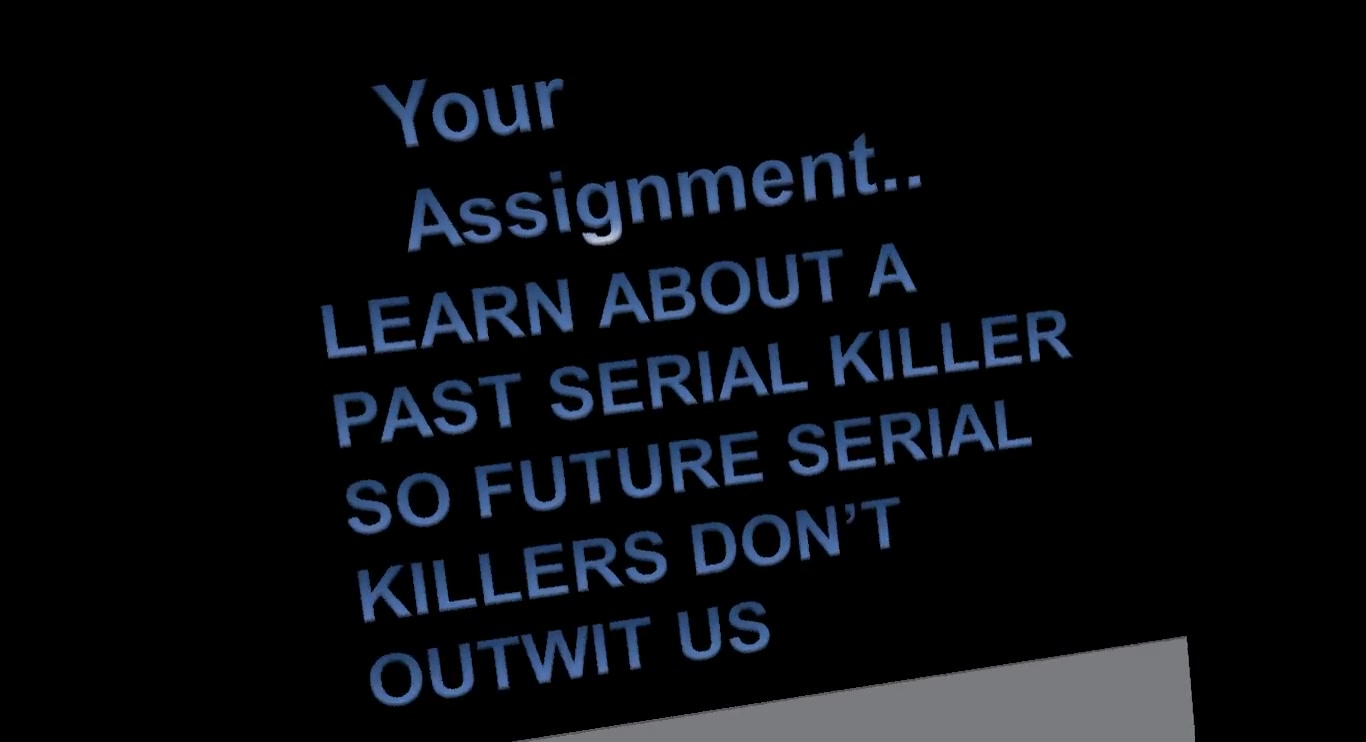 Your
Assignment..
LEARN ABOUT A
PAST SERIAL KILLER
SO FUTURE SERIAL
KILLERS DON’T
OUTWIT US